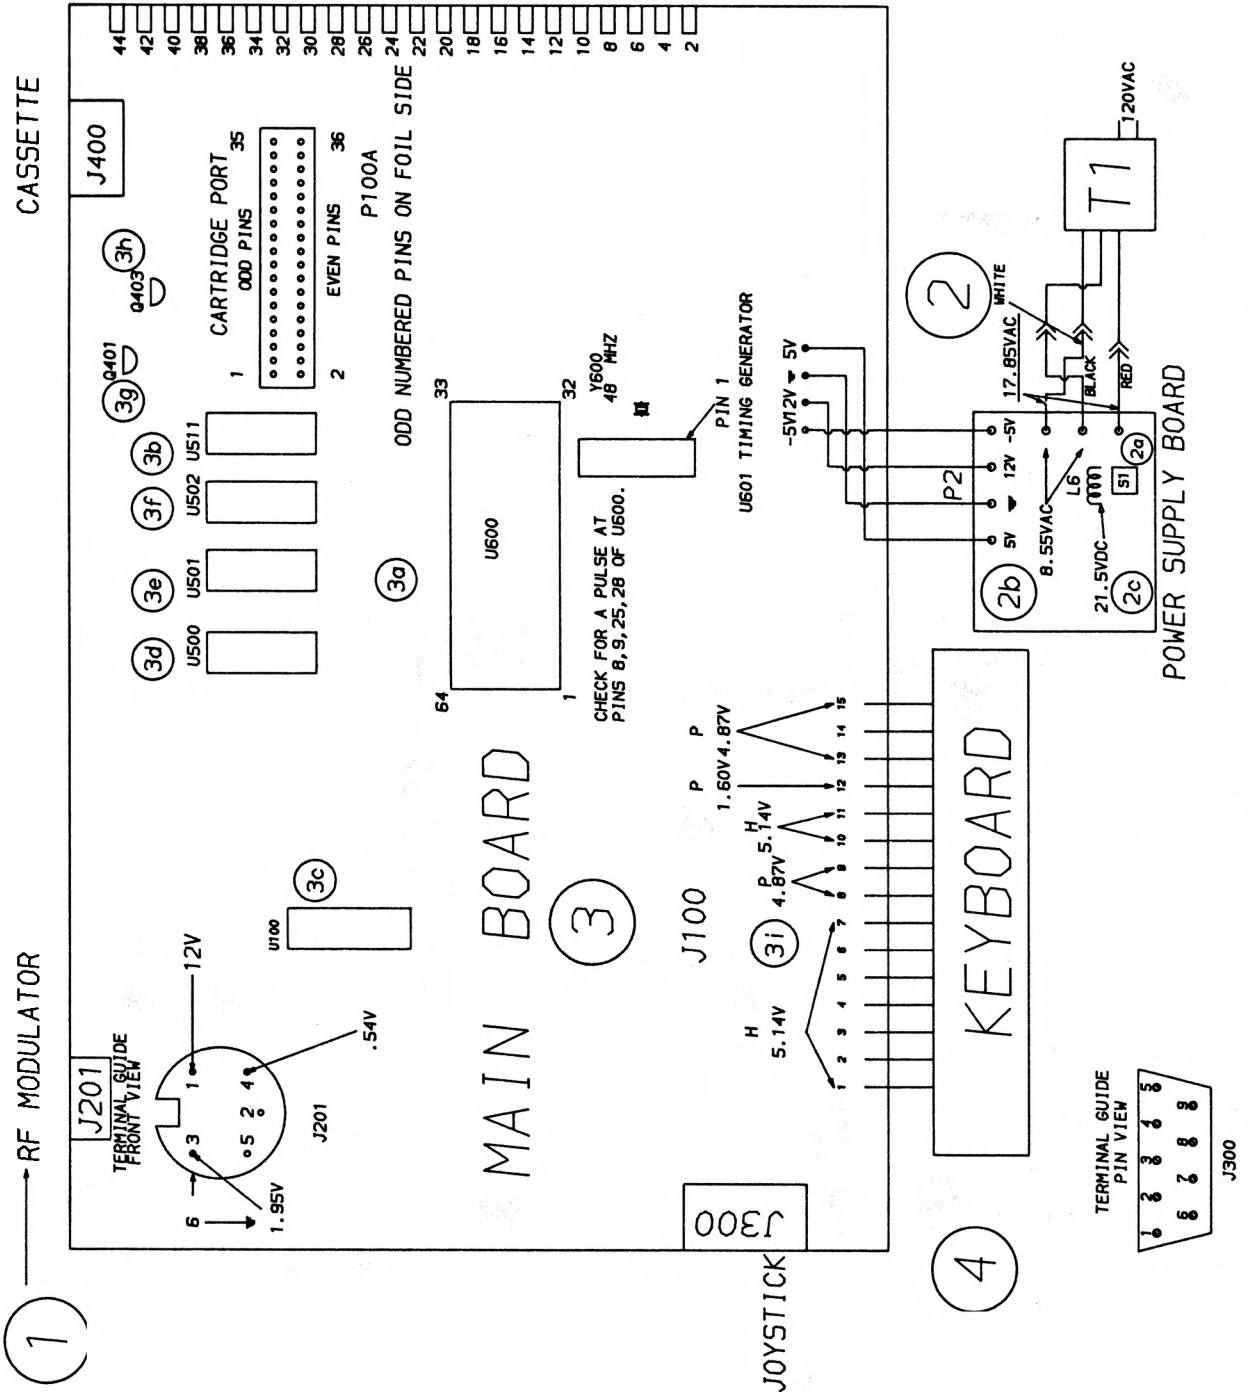 1
RF MODULATOR
CASSETTE
J201
TERMINAL GUIDE
FRONT VIEW
3
1
5
2
4
6
12V
.54V
1.95V
J201
U100
3c
J400
3d
U500
3e
U501
3f
U502
3b
U511
3g
Q401
3h
Q403
CARTRIDGE PORT
1
ODD PINS
35
2
EVEN PINS
36
P100A
ODD NUMBERED PINS ON FOIL SIDE
44
42
40
38
36
34
32
30
28
26
24
22
20
18
16
14
12
10
8
6
4
2
3a
64
33
U600
1
32
CHECK FOR A PULSE AT
PINS 8,9,25,28 OF U600.
Y600
48 MHZ
PIN 1
U601 TIMING GENERATOR
-5V
12V
5V
MAIN BOARD
3
J100
3i
H
5.14V
P
4.87V
H
5.14V
P
1.60V
P
4.87V
1 2 3 4 5 6 7 8 9 10 11 12 13 14 15
KEYBOARD
J300
JOYSTICK
4
TERMINAL GUIDE
PIN VIEW
1 2 3 4 5
6 7 8 9
J300
2
P2
5V
12V
-5V
2b
8.55VAC
L6
21.5VDC
S1
2a
2c
17.85VAC
WHITE
BLACK
RED
T1
120VAC
POWER SUPPLY BOARD